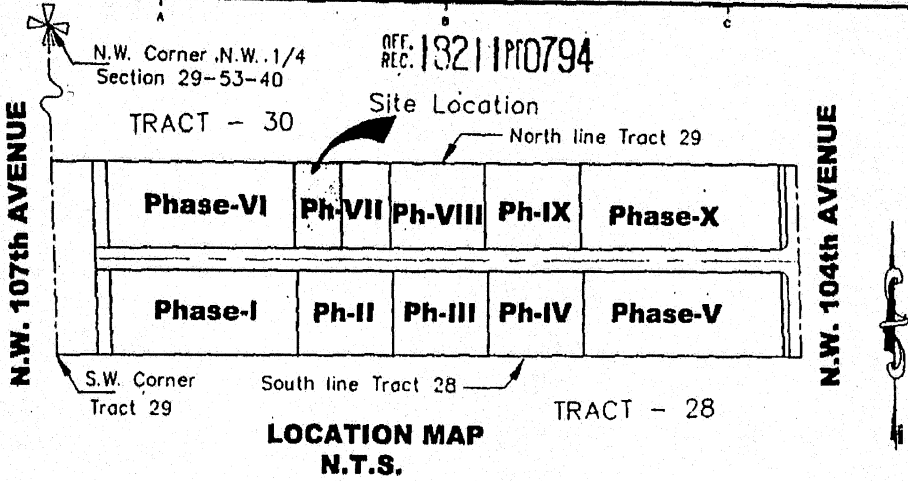 A B C
N.W. Corner .N.W..1/4
Section 29-53-40
OFF.
REC. 18211PG0794
Site Location
TRACT - 30
North line Tract 29
N.W. 107th AVENUE
N.W. 104th AVENUE
Phase-VI Ph-VII Ph-VIII Ph-IX Phase-X
Phase-I Ph-II Ph-III Ph-IV Phase-V
S.W. Corner
Tract 29
South line Tract 28
TRACT - 28
LOCATION MAP
N.T.S.